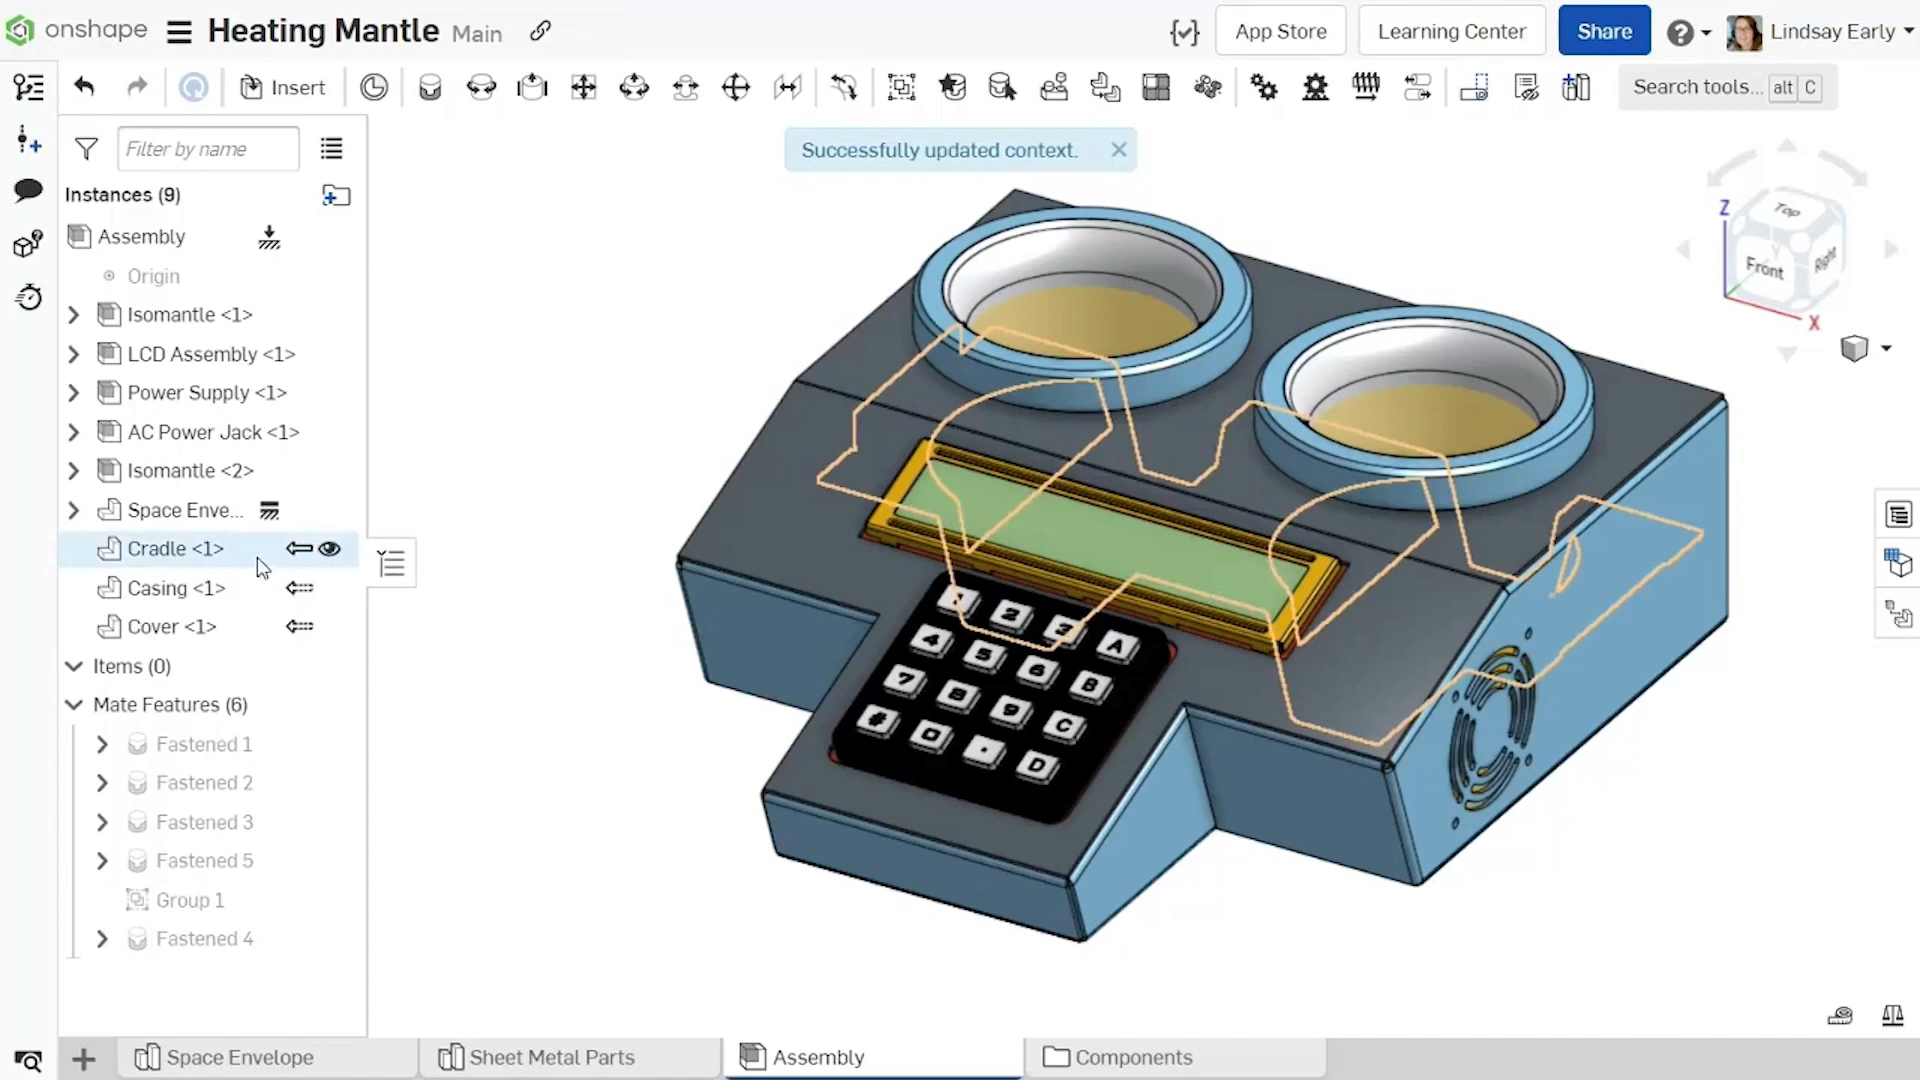 onshape Heating Mantle Main App Store Learning Center Share Lindsay Early
Insert Search tools... alt C
Filter by name
Successfully updated context.
Instances (9)
Assembly
Origin
Isomantle <1>
LCD Assembly <1>
Power Supply <1>
AC Power Jack <1>
Isomantle <2>
Space Enve...
Cradle <1>
Casing <1>
Cover <1>
Items (0)
Mate Features (6)
Fastened 1
Fastened 2
Fastened 3
Fastened 5
Group 1
Fastened 4
Z
Top
Front
Right
X
2 3 A
4 5 6 B
7 8 9 C
# 0 . D
Space Envelope Sheet Metal Parts Assembly Components